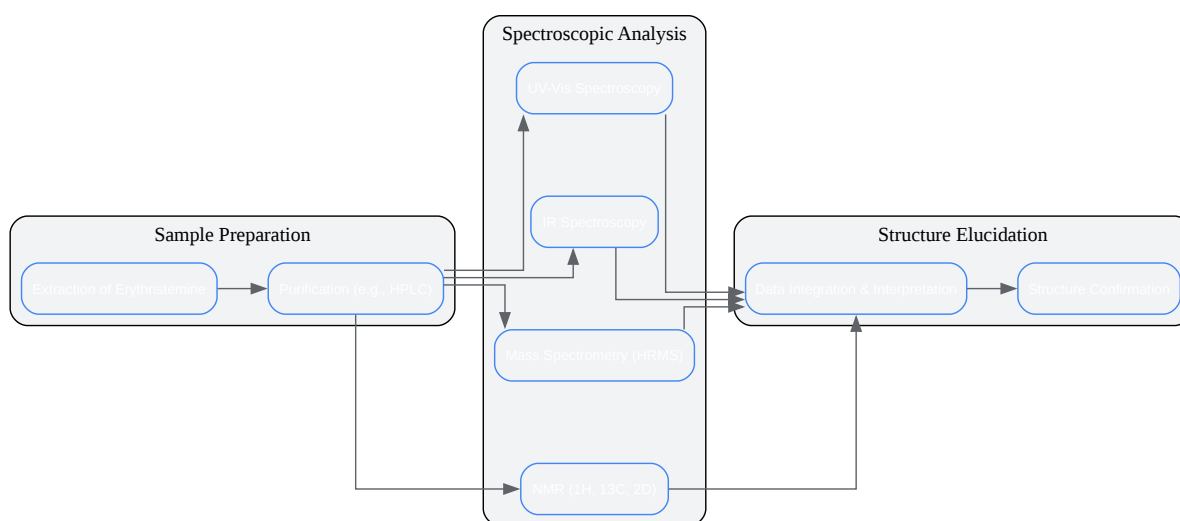 Spectroscopic Analysis
UV-Vis Spectroscopy
IR Spectroscopy
Sample Preparation
Structure Elucidation
Extraction of Erythristemine
Purification (e.g., HPLC)
Data Integration & Interpretation
Structure Confirmation
Mass Spectrometry (HRMS)
NMR (1H, 13C, 2D)